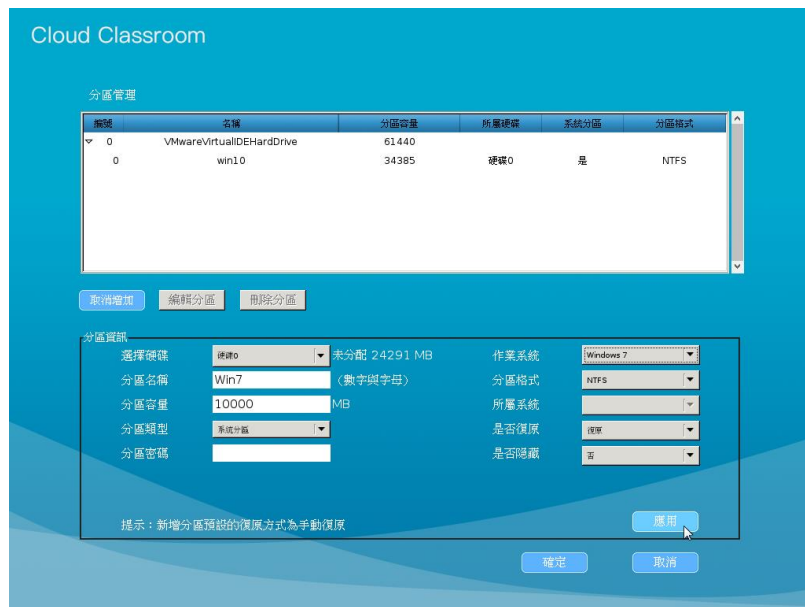 Cloud Classroom
分區管理
編號 名稱 分區容量 所屬硬碟 系統分區 分區格式
0 VMwareVirtualIDEHardDrive 61440
0 win10 34385 硬碟0 是 NTFS
取消增加 編輯分區 刪除分區
分區資訊
選擇硬碟 硬碟0 未分配 24291 MB 作業系統 Windows 7
分區名稱 Win7 (數字與字母) 分區格式 NTFS
分區容量 10000 MB 所屬系統
分區類型 系統分區 是否復原 復原
分區密碼 是否隱藏 否
提示：新增分區預設的復原方式為手動復原
應用
確定 取消